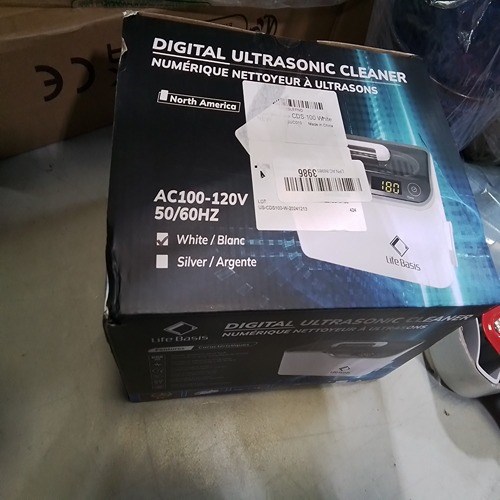 DIGITAL ULTRASONIC CLEANER
NUMÉRIQUE NETTOYEUR À ULTRASONS
North America
CDS-100 White
Made in China
3986
AC100-120V
50/60HZ
White / Blanc
Silver / Argente
180
Life Basis
Life Basis
DIGITAL ULTRASONIC CLEANER
NUMÉRIQUE NETTOYEUR À ULTRASONS